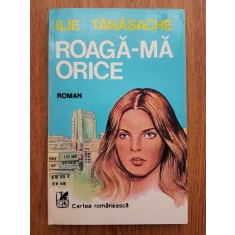 ILIE TĂNĂSACHE
ROAGĂ-MĂ
ORICE
ROMAN
Cartea românească